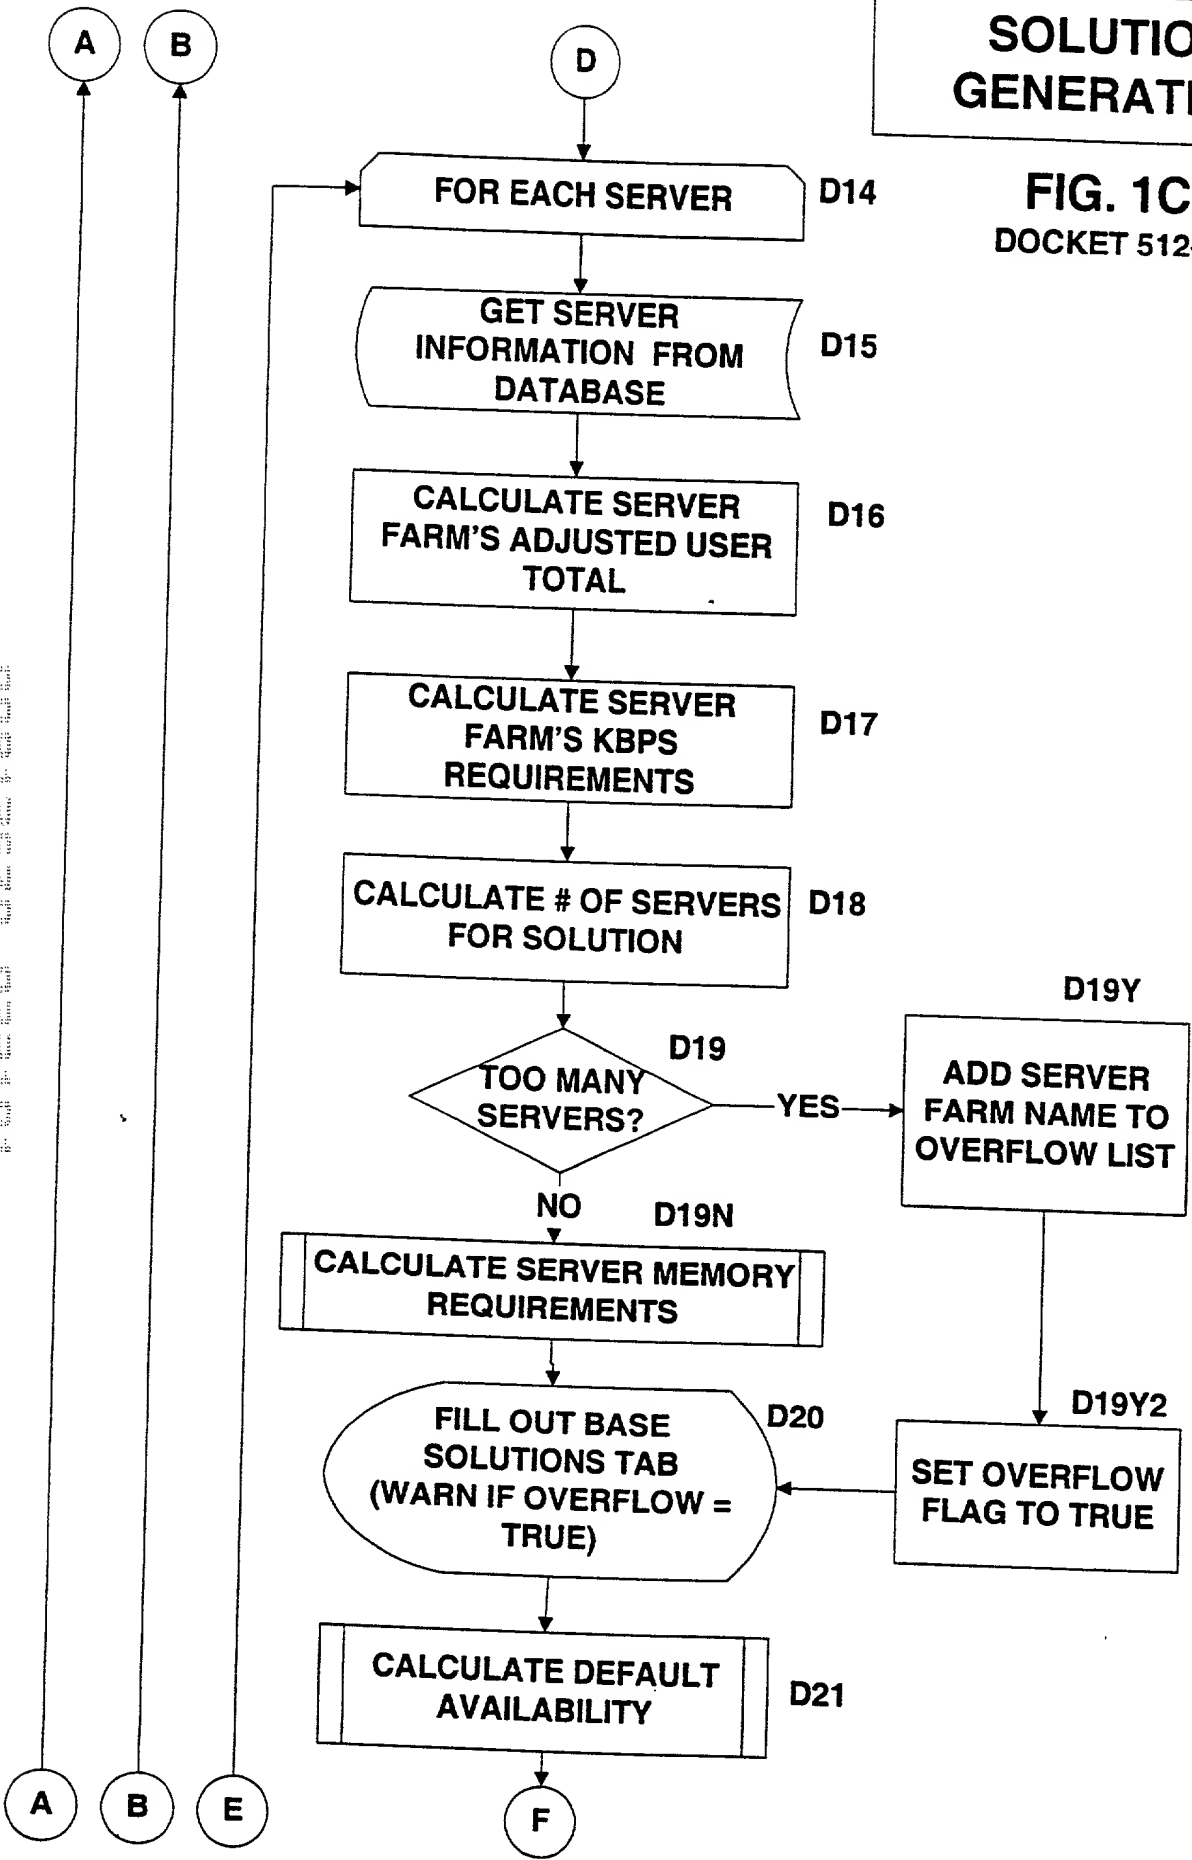 A
B
D
SOLUTIO
GENERATI
FIG. 1C
DOCKET 512-
FOR EACH SERVER
D14
GET SERVER
INFORMATION FROM
DATABASE
D15
CALCULATE SERVER
FARM'S ADJUSTED USER
TOTAL
D16
CALCULATE SERVER
FARM'S KBPS
REQUIREMENTS
D17
CALCULATE # OF SERVERS
FOR SOLUTION
D18
TOO MANY
SERVERS?
D19
YES
D19Y
ADD SERVER
FARM NAME TO
OVERFLOW LIST
NO
D19N
CALCULATE SERVER MEMORY
REQUIREMENTS
FILL OUT BASE
SOLUTIONS TAB
(WARN IF OVERFLOW =
TRUE)
D20
D19Y2
SET OVERFLOW
FLAG TO TRUE
CALCULATE DEFAULT
AVAILABILITY
D21
A
B
E
F